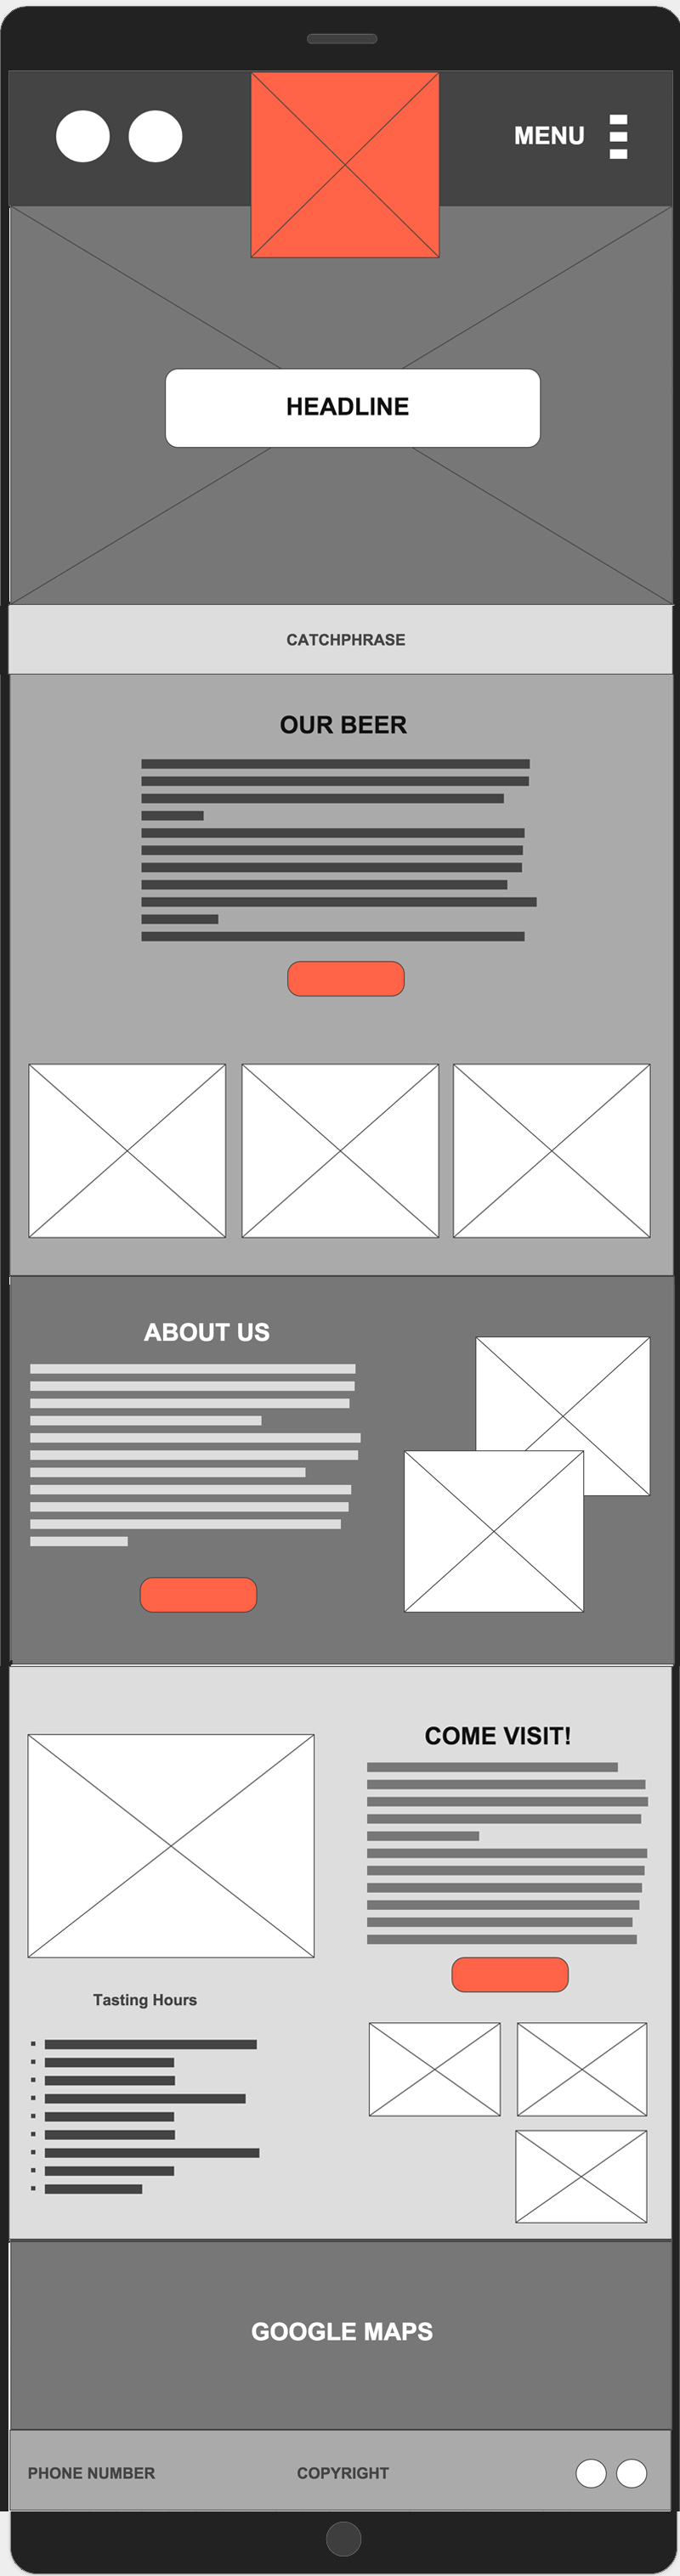 MENU
HEADLINE
CATCHPHRASE
OUR BEER
ABOUT US
COME VISIT!
Tasting Hours
GOOGLE MAPS
PHONE NUMBER
COPYRIGHT